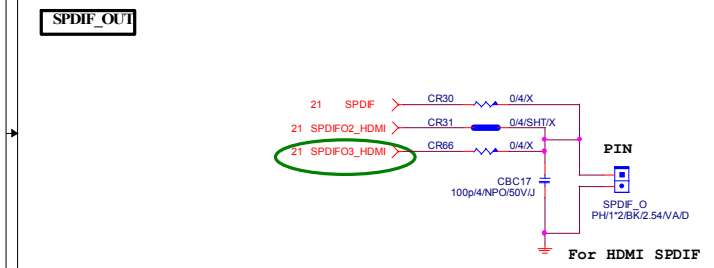 SPDIF_OUT
21 SPDIF CR30 0/4/X
21 SPDIFO2_HDMI CR31 0/4/SHT/X
21 SPDIFO3_HDMI CR66 0/4/X
PIN
CBC17
100p/4/NPO/50V/J
SPDIF_O
PH/1*2/BK/2.54/VA/D
For HDMI SPDIF